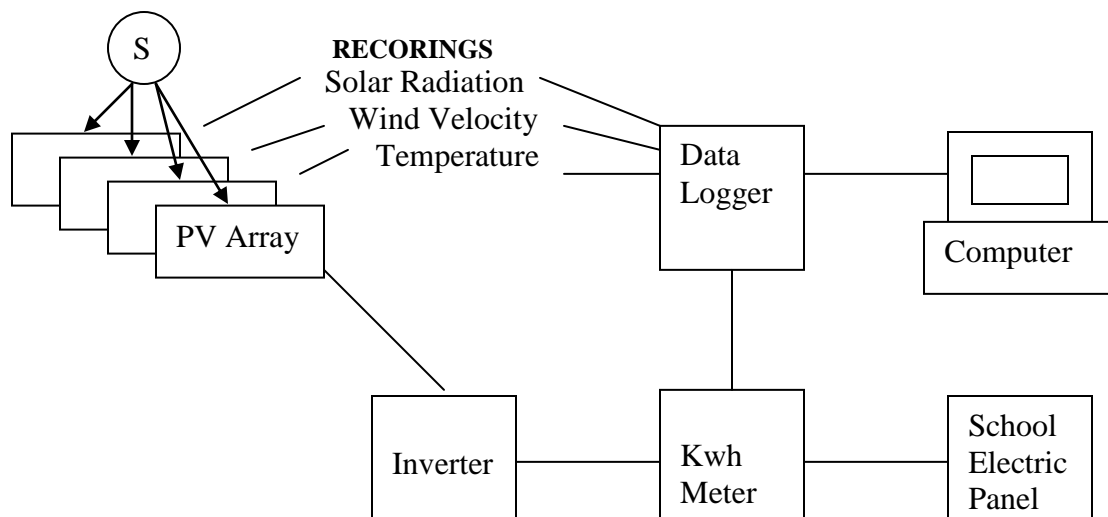 S
RECORINGS
Solar Radiation
Wind Velocity
Temperature
PV Array
Data
Logger
Computer
Inverter
Kwh
Meter
School
Electric
Panel